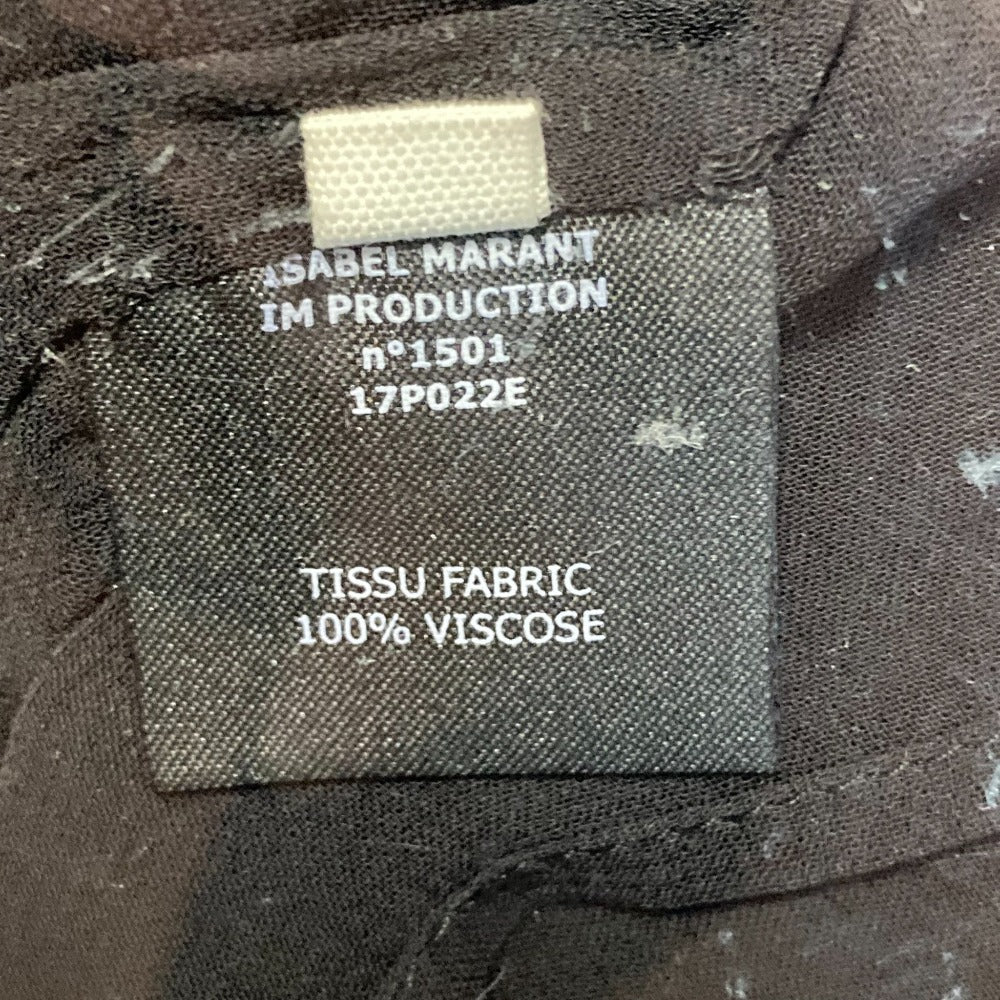 ISABEL MARANT
IM PRODUCTION
n°1501
17P022E
TISSU FABRIC
100% VISCOSE